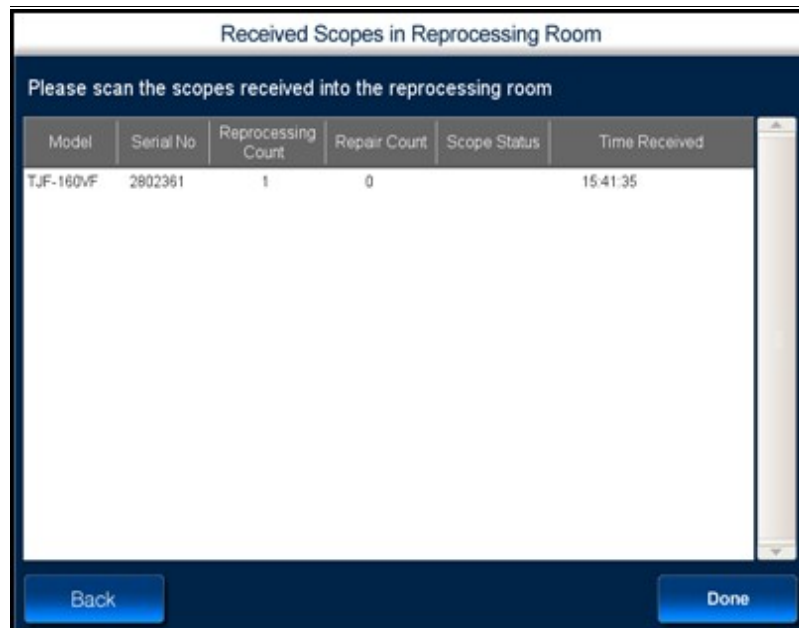 Received Scopes in Reprocessing Room
Please scan the scopes received into the reprocessing room
Model Serial No Reprocessing Count Repair Count Scope Status Time Received
TJF-160VF 2802361 1 0 15:41:35
Back Done